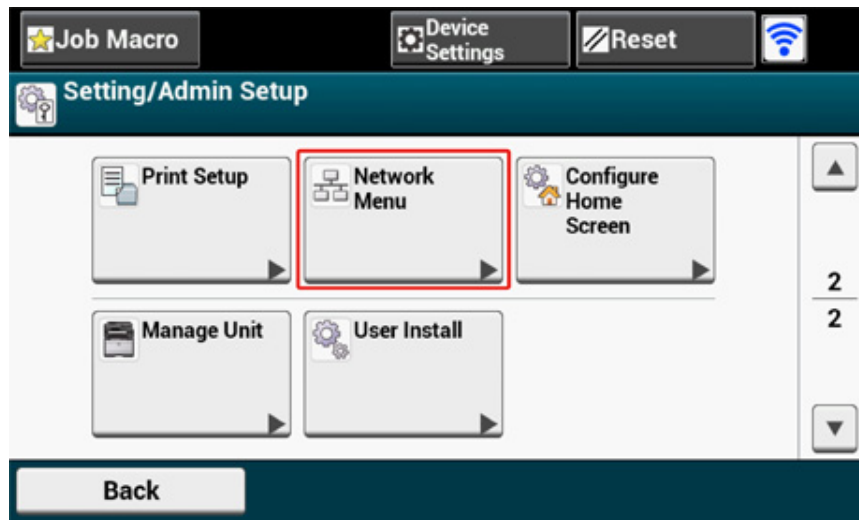 Job Macro
Device
Settings
Reset
Setting/Admin Setup
Print Setup
Network
Menu
Configure
Home
Screen
2
2
Manage Unit
User Install
Back